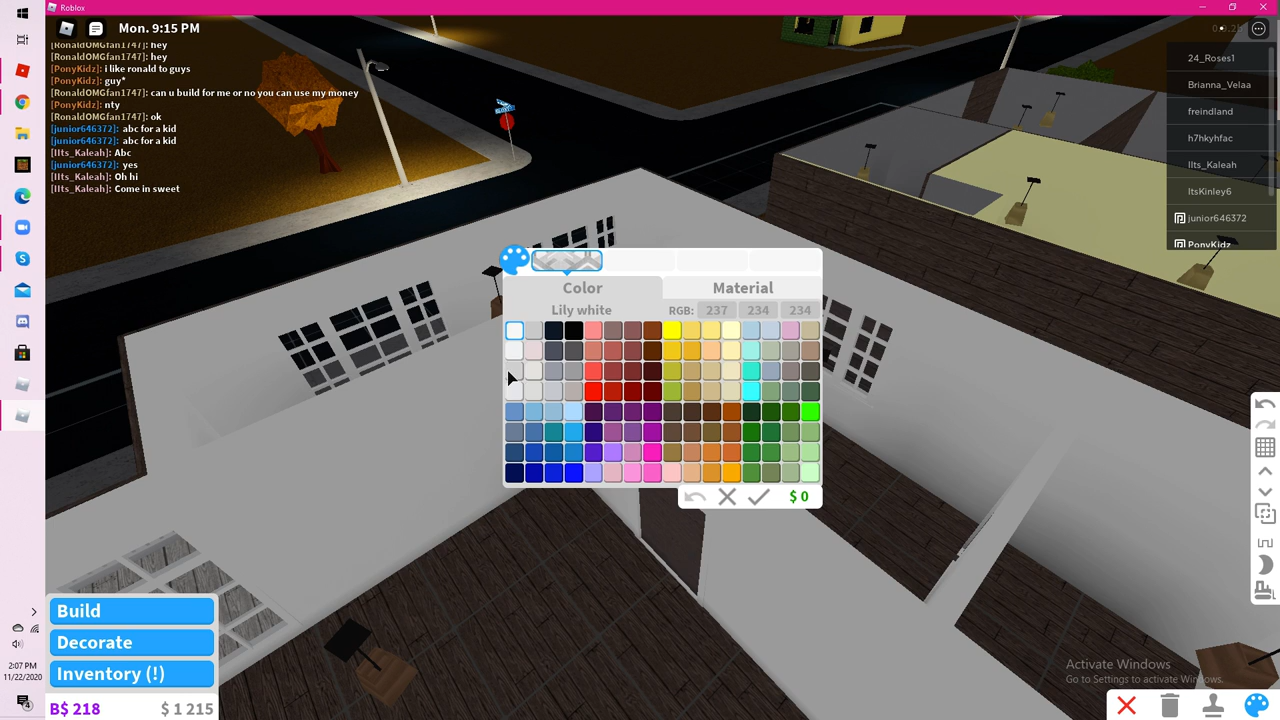 Roblox
Mon. 9:15 PM
[RonaldOMGfan1747]: hey
[RonaldOMGfan1747]: hey
[PonyKidz]: i like ronald to guys
[PonyKidz]: guy*
[RonaldOMGfan1747]: can u build for me or no you can use my money
[PonyKidz]: nty
[RonaldOMGfan1747]: ok
[junior646372]: abc for a kid
[junior646372]: abc for a kid
[IIts_Kaleah]: Abc
[junior646372]: yes
[IIts_Kaleah]: Oh hi
[IIts_Kaleah]: Come in sweet
24_Roses1
Brianna_Velaa
freindland
h7hkyhfac
IIts_Kaleah
ItsKinley6
junior646372
PonyKidz
Color
Material
Lily white
RGB: 237 234 234
$ 0
Build
Decorate
Inventory (!)
B$ 218
$ 1 215
2:07 PM
11/22/2020
Activate Windows
Go to Settings to activate Windows.